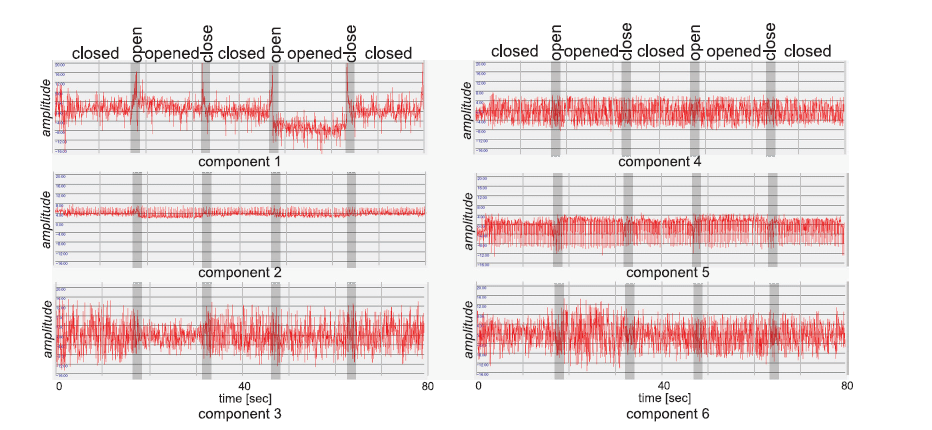 closed open opened close closed open opened close closed
amplitude
component 1
closed open opened close closed open opened close closed
amplitude
component 4
amplitude
component 2
amplitude
component 5
amplitude
0 40 80
time [sec]
component 3
amplitude
0 40 80
time [sec]
component 6